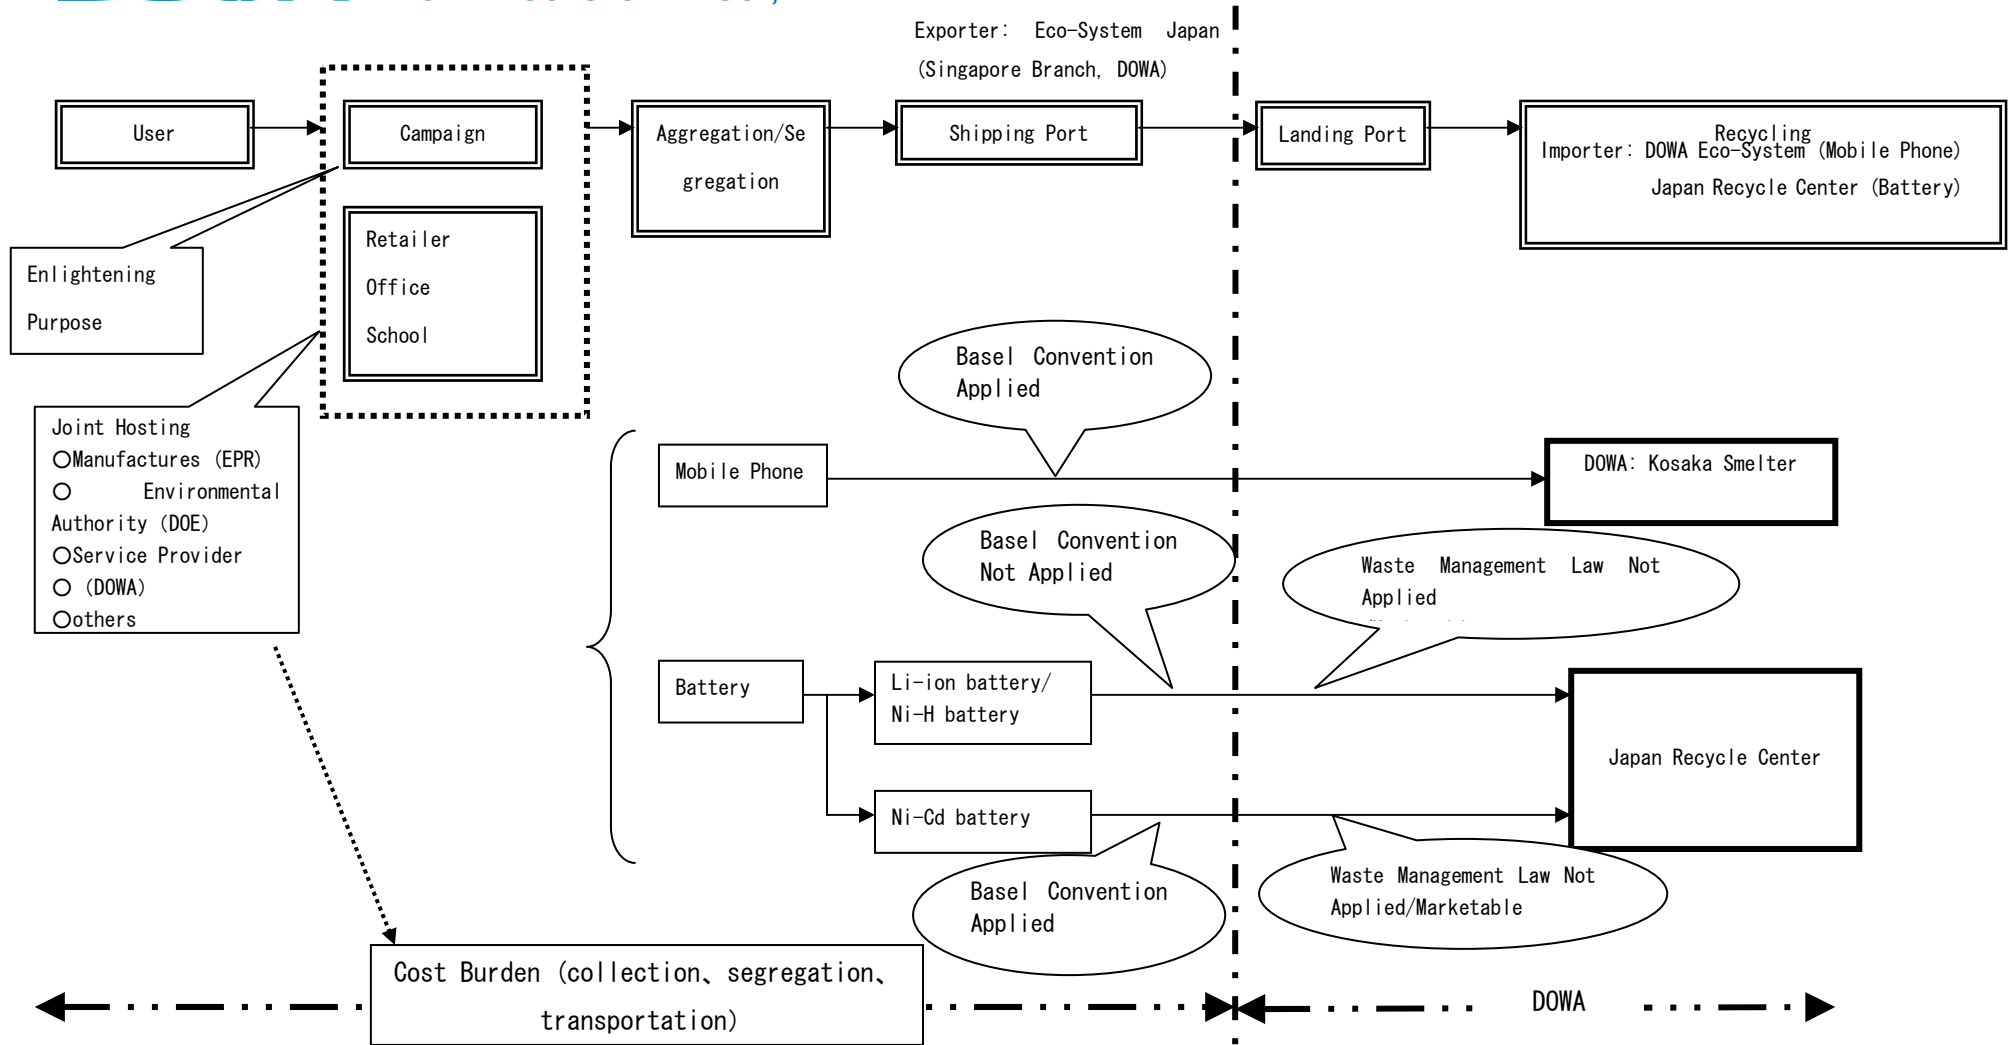 Exporter: Eco-System Japan
(Singapore Branch, DOWA)
User
Campaign
Aggregation/Se
gregation
Shipping Port
Landing Port
Recycling
Importer: DOWA Eco-System (Mobile Phone)
Japan Recycle Center (Battery)
Retailer
Office
School
Enlightening
Purpose
Joint Hosting
○Manufactures (EPR)
○ Environmental
Authority (DOE)
○Service Provider
○ (DOWA)
○others
Basel Convention
Applied
Mobile Phone
DOWA: Kosaka Smelter
Basel Convention
Not Applied
Waste Management Law Not
Applied
Battery
Li-ion battery/
Ni-H battery
Japan Recycle Center
Ni-Cd battery
Basel Convention
Applied
Waste Management Law Not
Applied/Marketable
Cost Burden (collection、segregation、
transportation)
DOWA